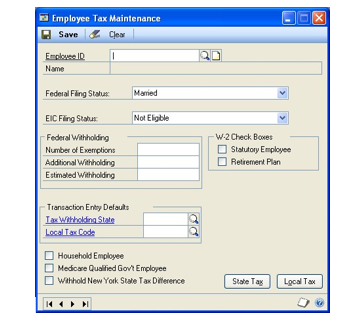 Employee Tax Maintenance
Save Clear
Employee ID
Name
Federal Filing Status: Married
EIC Filing Status: Not Eligible
Federal Withholding
Number of Exemptions
Additional Withholding
Estimated Withholding
W-2 Check Boxes
Statutory Employee
Retirement Plan
Transaction Entry Defaults
Tax Withholding State
Local Tax Code
Household Employee
Medicare Qualified Gov't Employee
Withhold New York State Tax Difference
State Tax Local Tax